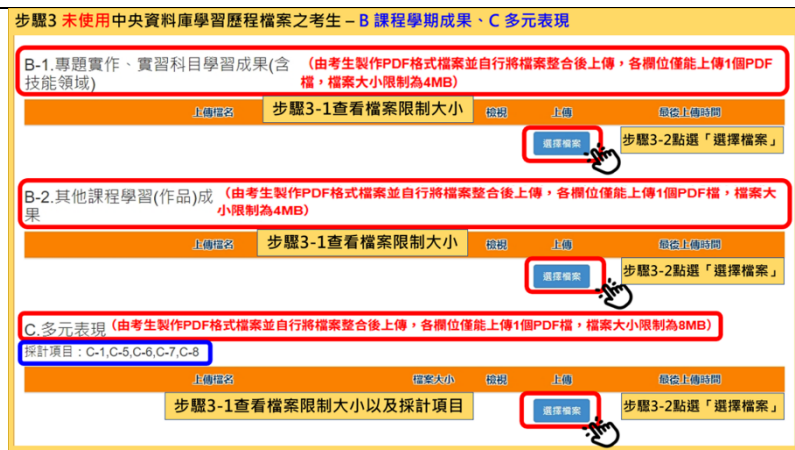 步驟3 未使用中央資料庫學習歷程檔案之考生 – B 課程學期成果、C 多元表現
B-1.專題實作、實習科目學習成果(含技能領域)
（由考生製作PDF格式檔案並自行將檔案整合後上傳，各欄位僅能上傳1個PDF檔，檔案大小限制為4MB）
上傳檔名 步驟3-1查看檔案限制大小 檢視 上傳 最後上傳時間
選擇檔案 步驟3-2點選「選擇檔案」
B-2.其他課程學習(作品)成果
（由考生製作PDF格式檔案並自行將檔案整合後上傳，各欄位僅能上傳1個PDF檔，檔案大小限制為4MB）
上傳檔名 步驟3-1查看檔案限制大小 檢視 上傳 最後上傳時間
選擇檔案 步驟3-2點選「選擇檔案」
C.多元表現（由考生製作PDF格式檔案並自行將檔案整合後上傳，各欄位僅能上傳1個PDF檔，檔案大小限制為8MB）
採計項目：C-1,C-5,C-6,C-7,C-8
上傳檔名 檔案大小 檢視 上傳 最後上傳時間
步驟3-1查看檔案限制大小以及採計項目 選擇檔案 步驟3-2點選「選擇檔案」